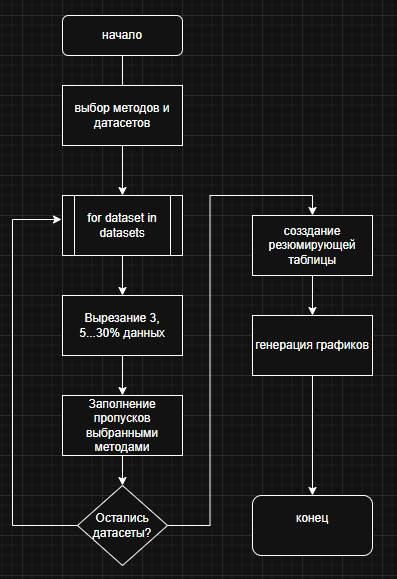 начало
выбор методов и
датасетов
for dataset in
datasets
Вырезание 3,
5...30% данных
Заполнение
пропусков
выбранными
методами
Остались
датасеты?
созздание
резюмирующей
таблицы
генерация графиков
конец